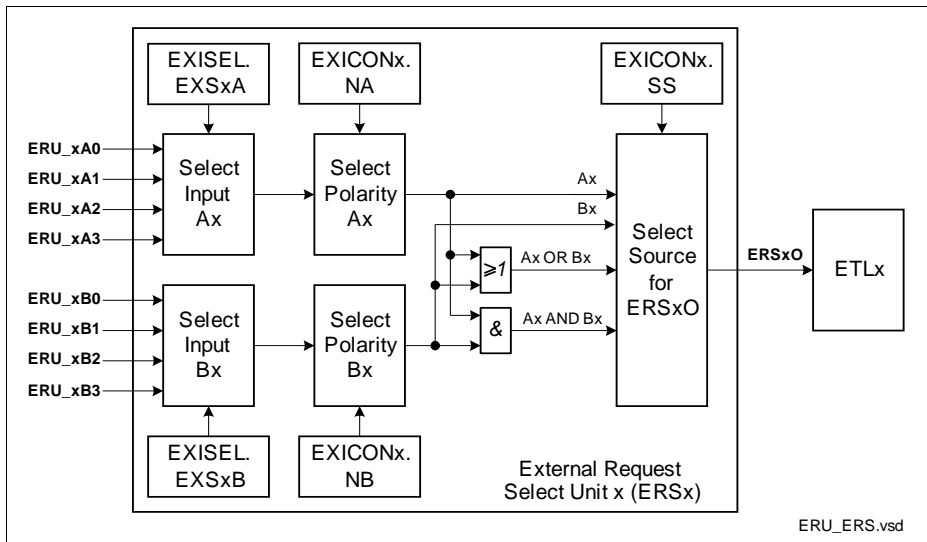 EXISEL.
EXSxA
EXICONx.
NA
EXICONx.
SS
ERU_xA0
ERU_xA1
ERU_xA2
ERU_xA3
Select
Input
Ax
Select
Polarity
Ax
Ax
Bx
≥1
Ax OR Bx
&
Ax AND Bx
Select
Source
for
ERSxO
ERSxO
ETLx
ERU_xB0
ERU_xB1
ERU_xB2
ERU_xB3
Select
Input
Bx
Select
Polarity
Bx
EXISEL.
EXSxB
EXICONx.
NB
External Request
Select Unit x (ERSx)
ERU_ERS.vsd